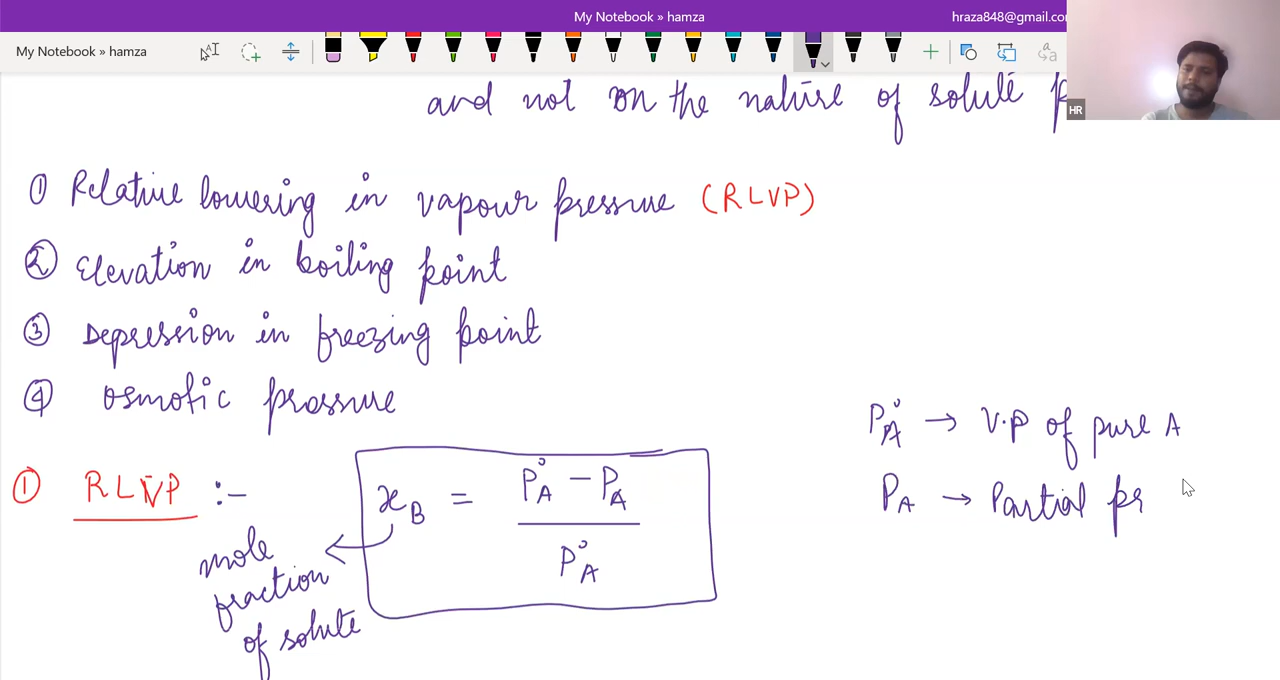 My Notebook » hamza
hraza848@gmail.co
My Notebook » hamza
HR
and not on the nature of solute p
① Relative lowering in vapour pressure (RLVP)
② Elevation in boiling point
③ Depression in freezing point
④ Osmotic pressure
① RLVP :-
x_B = (P°_A - P_A) / P°_A
mole
fraction
of solute
P°_A → V.P of pure A
P_A → Partial pr